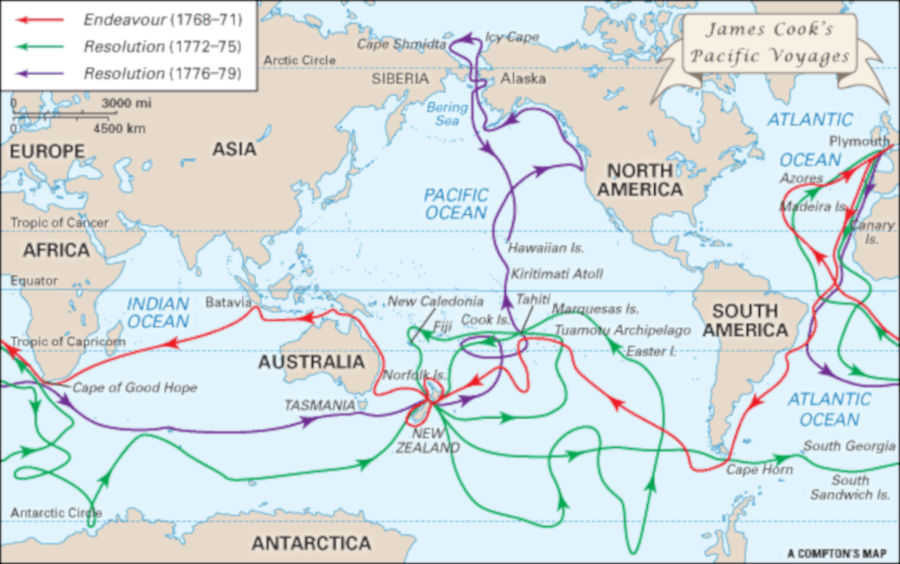 Endeavour (1768–71)
Resolution (1772–75)
Resolution (1776–79)
James Cook's
Pacific Voyages
0 3000 mi
0 4500 km
Arctic Circle
Cape Shmidta
Icy Cape
SIBERIA
Alaska
Bering
Sea
EUROPE
ASIA
ATLANTIC
OCEAN
Plymouth
Azores
Madeira Is.
Canary
Is.
NORTH
AMERICA
PACIFIC
OCEAN
Tropic of Cancer
AFRICA
Hawaiian Is.
Kiritimati Atoll
Equator
INDIAN
OCEAN
Batavia
New Caledonia
Fiji
Cook Is.
Tahiti
Marquesas Is.
Tuamotu Archipelago
Easter I.
SOUTH
AMERICA
Tropic of Capricorn
AUSTRALIA
Norfolk Is.
Cape of Good Hope
TASMANIA
NEW
ZEALAND
ATLANTIC
OCEAN
South Georgia
Cape Horn
South
Sandwich Is.
Antarctic Circle
ANTARCTICA
A COMPTON'S MAP